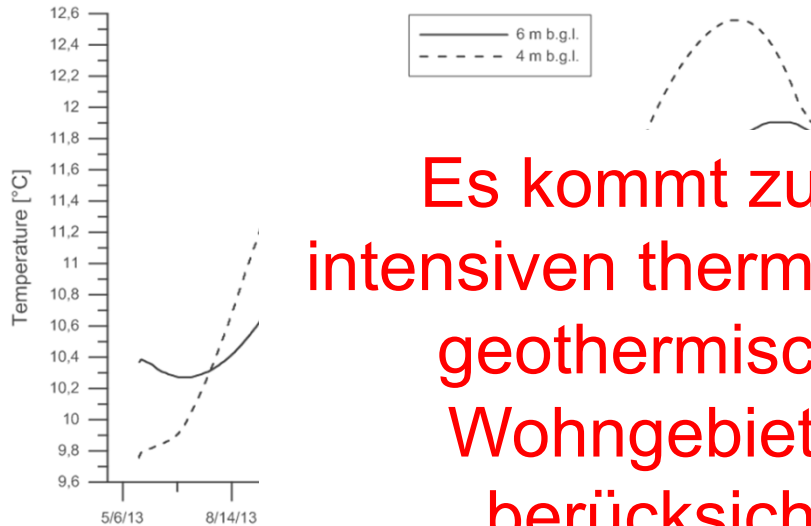 12,6
12,4
12,2
12
11,8
11,6
11,4
11,2
11
10,8
10,6
10,4
10,2
10
9,8
9,6
Temperature [°C]
5/6/13 8/14/13
6 m b.g.l.
4 m b.g.l.
Es kommt zu
intensiven therm
geothermisc
Wohngebiet
berücksich